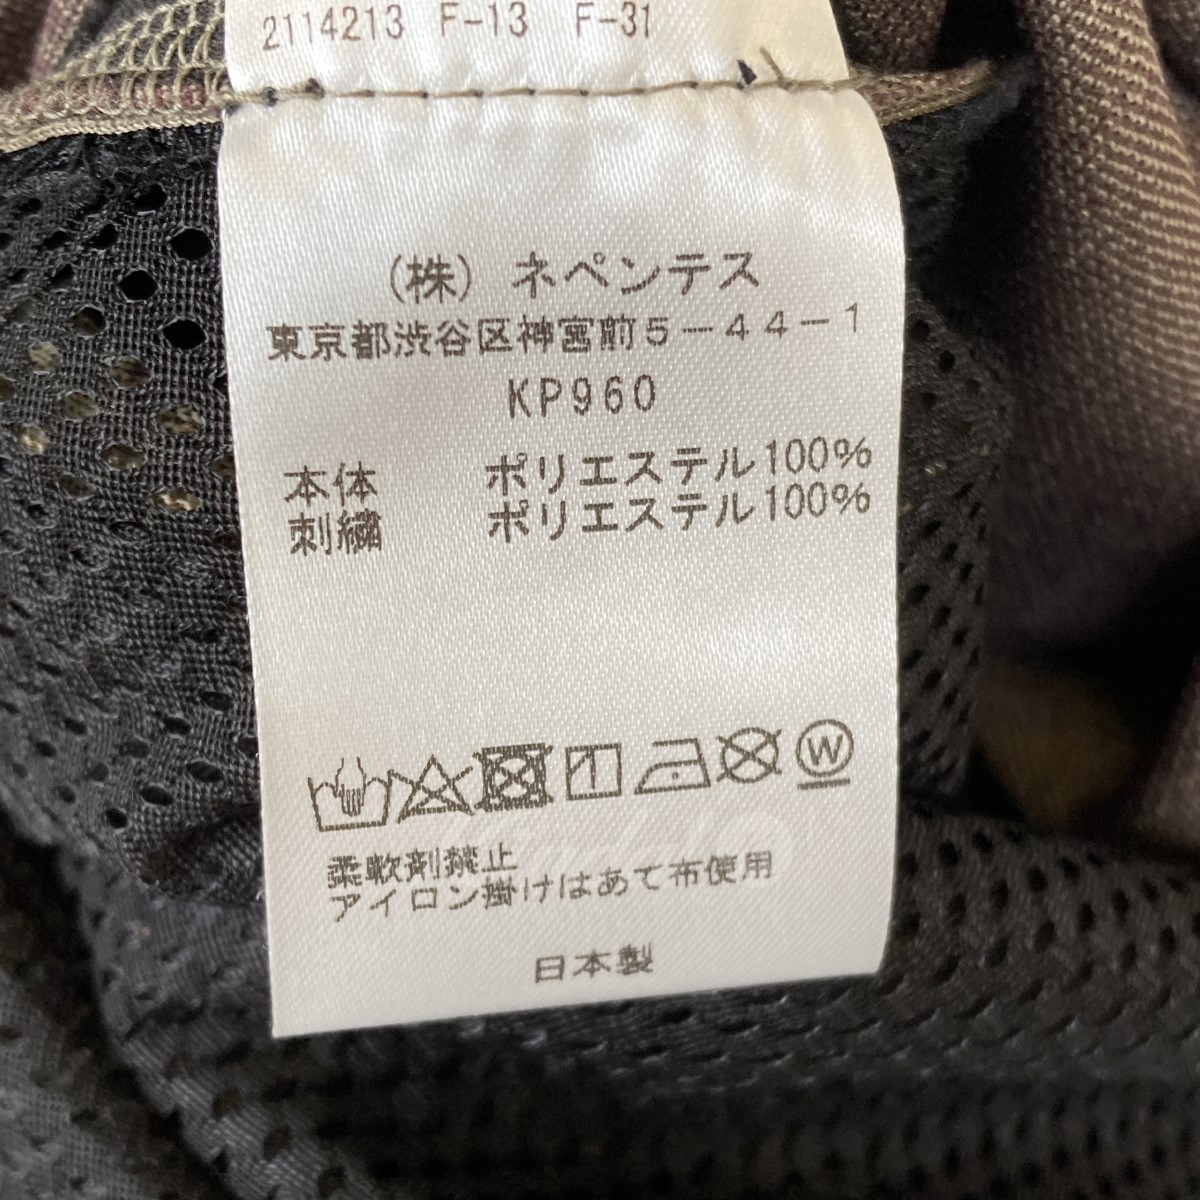 2114213 F-13 F-31
(株) ネペンテス
東京都渋谷区神宮前5-44-1
KP960
本体 ポリエステル100%
刺繍 ポリエステル100%
W
柔軟剤禁止
アイロン掛けはあて布使用
日本製